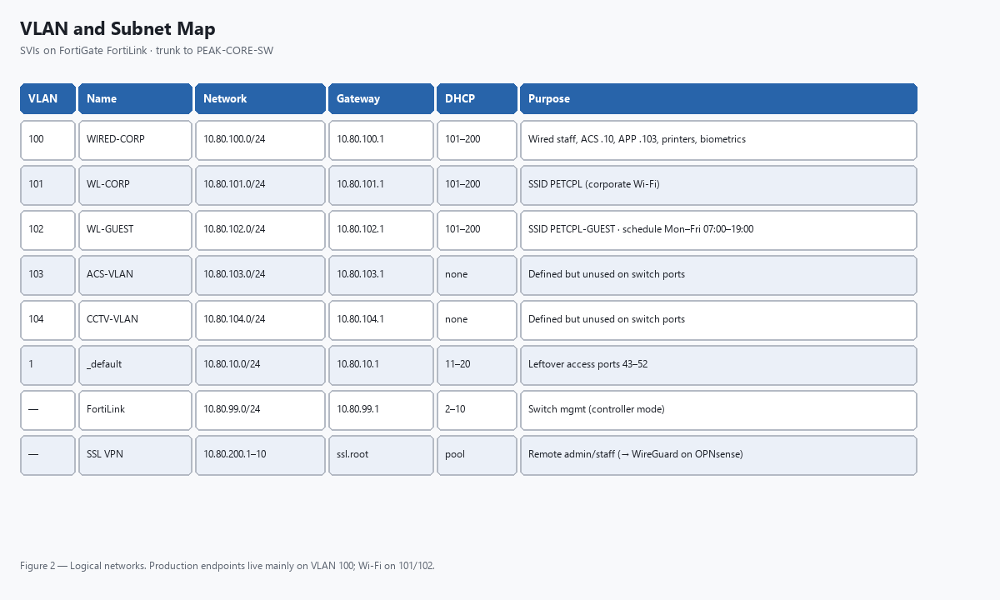 VLAN and Subnet Map
SVIs on FortiGate FortiLink · trunk to PEAK-CORE-SW
VLAN Name Network Gateway DHCP Purpose
100 WIRED-CORP 10.80.100.0/24 10.80.100.1 101–200 Wired staff, ACS .10, APP .103, printers, biometrics
101 WL-CORP 10.80.101.0/24 10.80.101.1 101–200 SSID PETCPL (corporate Wi-Fi)
102 WL-GUEST 10.80.102.0/24 10.80.102.1 101–200 SSID PETCPL-GUEST · schedule Mon–Fri 07:00–19:00
103 ACS-VLAN 10.80.103.0/24 10.80.103.1 none Defined but unused on switch ports
104 CCTV-VLAN 10.80.104.0/24 10.80.104.1 none Defined but unused on switch ports
1 _default 10.80.10.0/24 10.80.10.1 11–20 Leftover access ports 43–52
— FortiLink 10.80.99.0/24 10.80.99.1 2–10 Switch mgmt (controller mode)
— SSL VPN 10.80.200.1–10 ssl.root pool Remote admin/staff (→ WireGuard on OPNsense)
Figure 2 — Logical networks. Production endpoints live mainly on VLAN 100; Wi-Fi on 101/102.